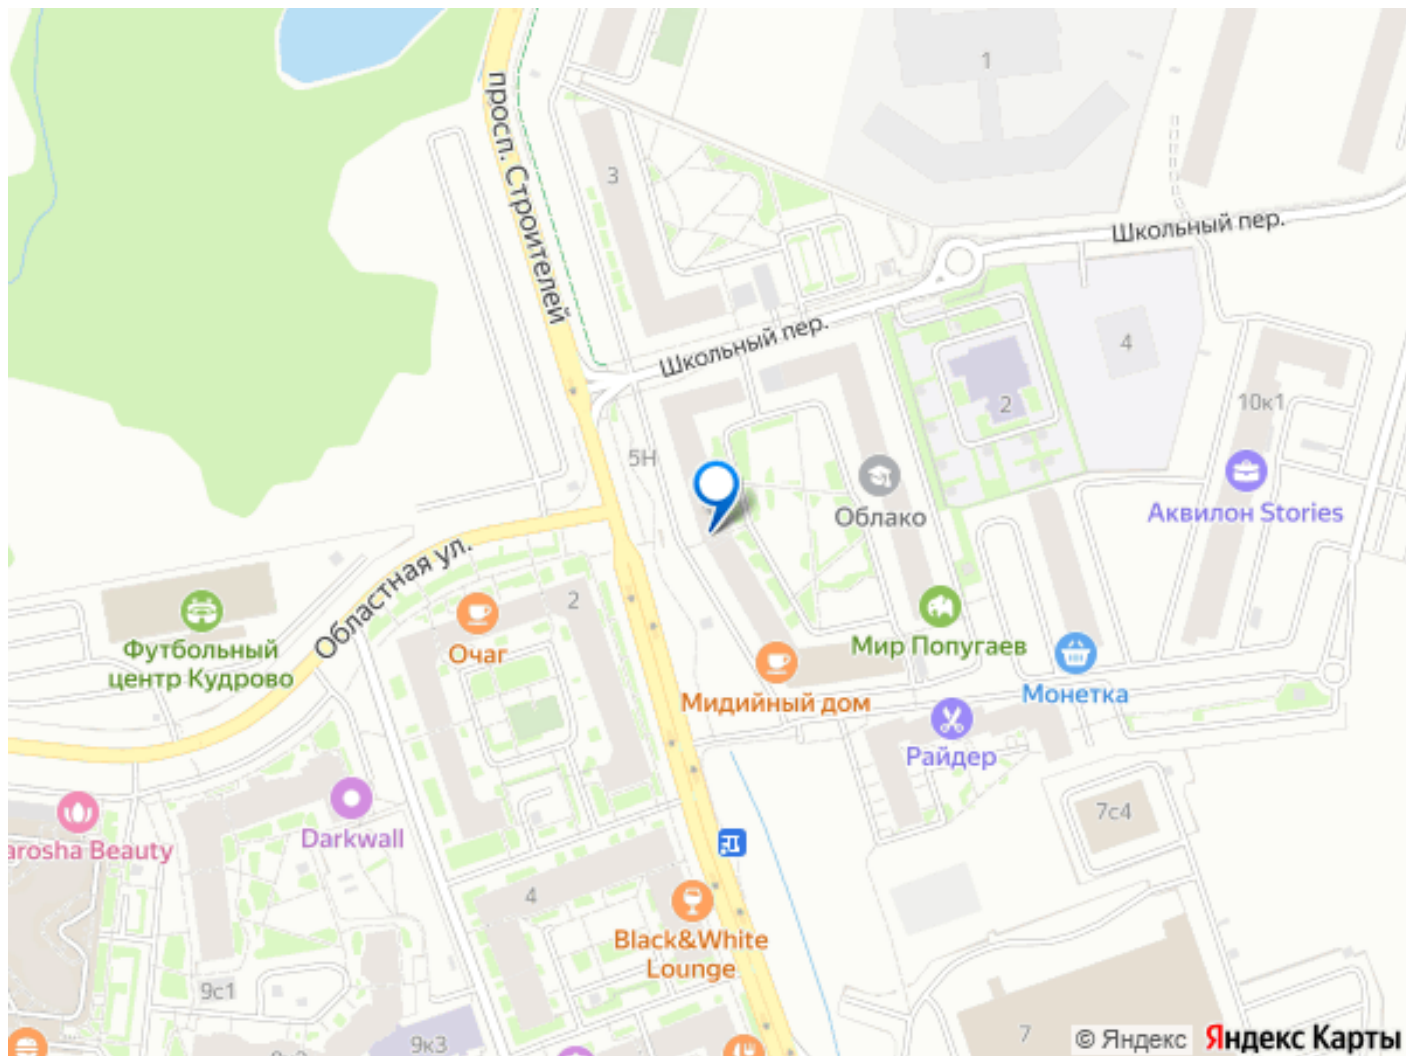 1
просп. Строителей
3
Школьный пер.
Школьный пер.
4
2
10к1
5Н
Облако
Аквилон Stories
Областная ул.
2
Очаг
Футбольный
центр Кудрово
Мир Попугаев
Монетка
Мидийный дом
Райдер
Darkwall
7с4
arosha Beauty
4
Black&White
Lounge
9с1
9к3
7
© Яндекс
Яндекс Карты